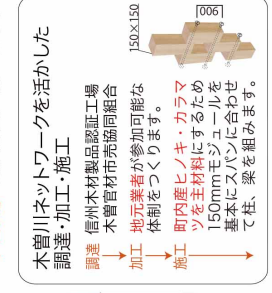 木曽川ネットワークを活かした
調達・加工・施工
調達 信州木材製品認証工場
木曽官材市売協同組合
加工 地元業者が参加可能な
体制をつくります。
施工 町内産ヒノキ・カラマ
ツを主材料にするため
150mmモジュールを
基本にスパンに合わせ
て柱、梁を組みます。
150×150
900